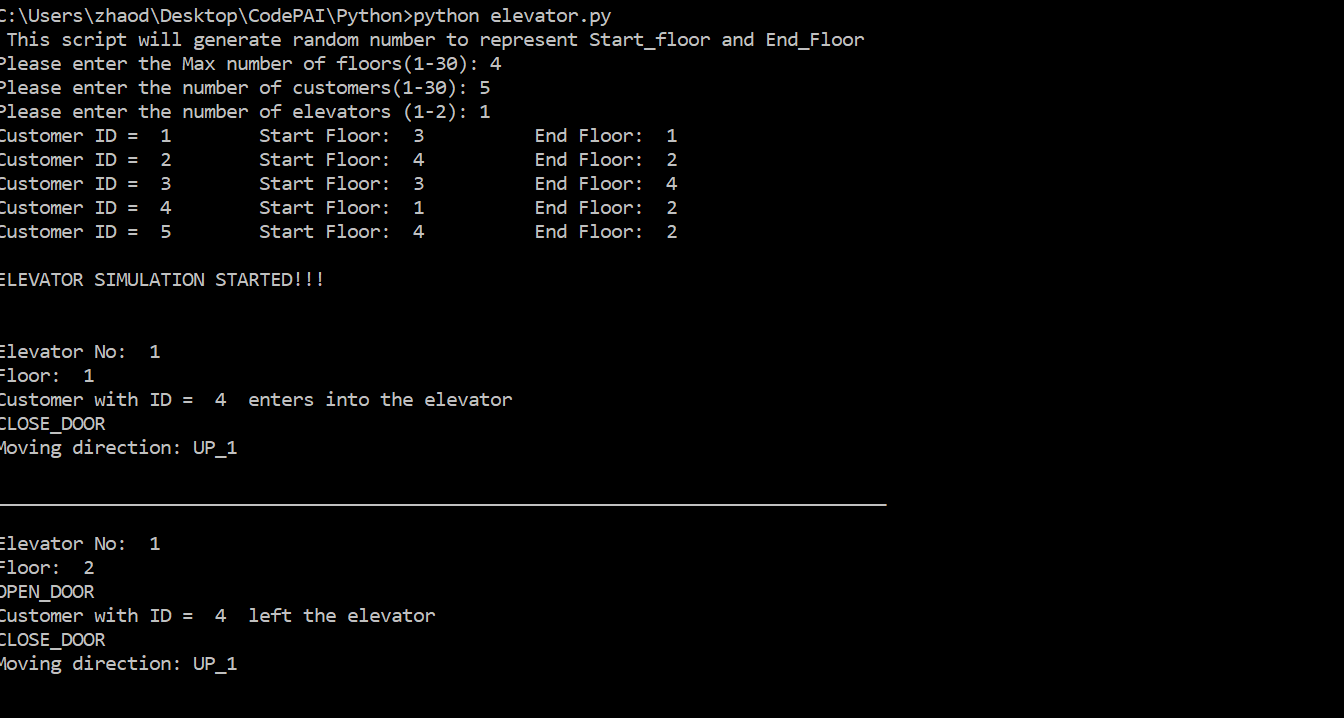 C:\Users\zhaod\Desktop\CodePAI\Python>python elevator.py
This script will generate random number to represent Start_floor and End_Floor
Please enter the Max number of floors(1-30): 4
Please enter the number of customers(1-30): 5
Please enter the number of elevators (1-2): 1
Customer ID =  1        Start Floor:  3          End Floor:  1
Customer ID =  2        Start Floor:  4          End Floor:  2
Customer ID =  3        Start Floor:  3          End Floor:  4
Customer ID =  4        Start Floor:  1          End Floor:  2
Customer ID =  5        Start Floor:  4          End Floor:  2
ELEVATOR SIMULATION STARTED!!!
Elevator No:  1
Floor:  1
Customer with ID =  4  enters into the elevator
CLOSE_DOOR
Moving direction: UP_1
Elevator No:  1
Floor:  2
OPEN_DOOR
Customer with ID =  4  left the elevator
CLOSE_DOOR
Moving direction: UP_1